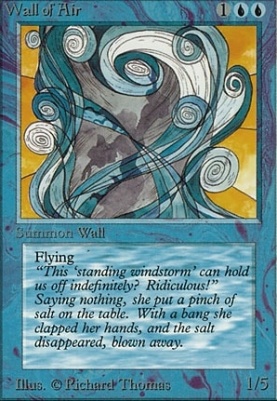 Wall of Air 1
Summon Wall
Flying
“This ‘standing windstorm’ can hold
us off indefinitely? Ridiculous!”
Saying nothing, she put a pinch of
salt on the table. With a bang she
clapped her hands, and the salt
disappeared, blown away.
Illus. © Richard Thomas 1/5